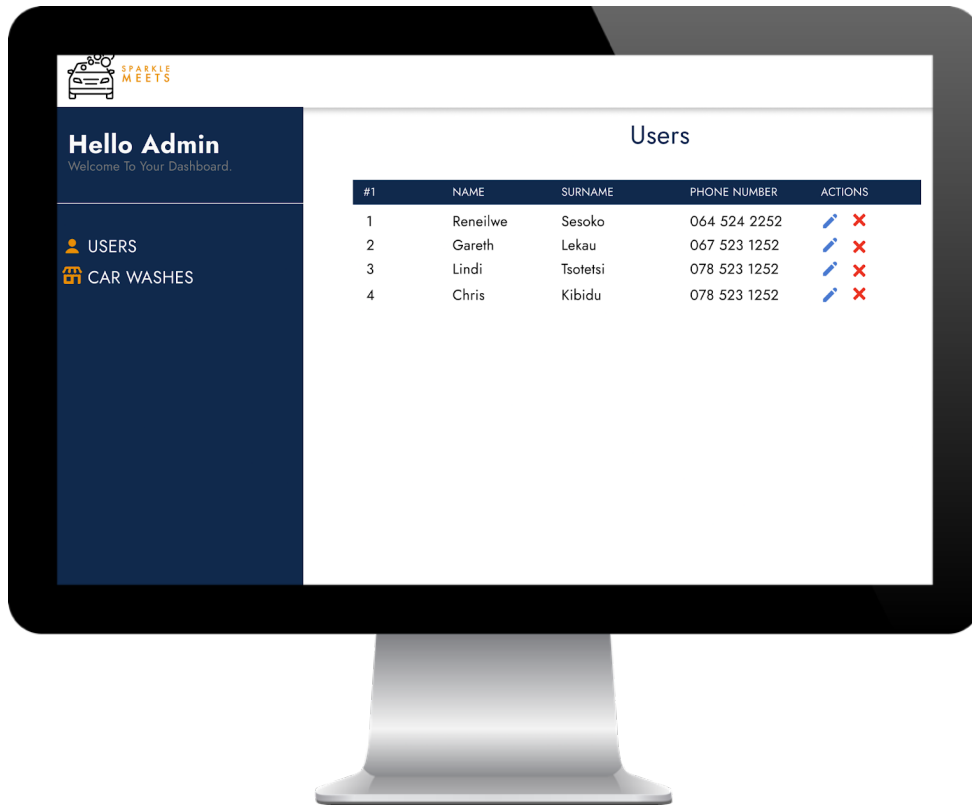 SPARKLE
MEETS
Hello Admin
Welcome To Your Dashboard.
USERS
CAR WASHES
Users
#1 NAME SURNAME PHONE NUMBER ACTIONS
1 Reneilwe Sesoko 064 524 2252
2 Gareth Lekau 067 523 1252
3 Lindi Tsotetsi 078 523 1252
4 Chris Kibidu 078 523 1252